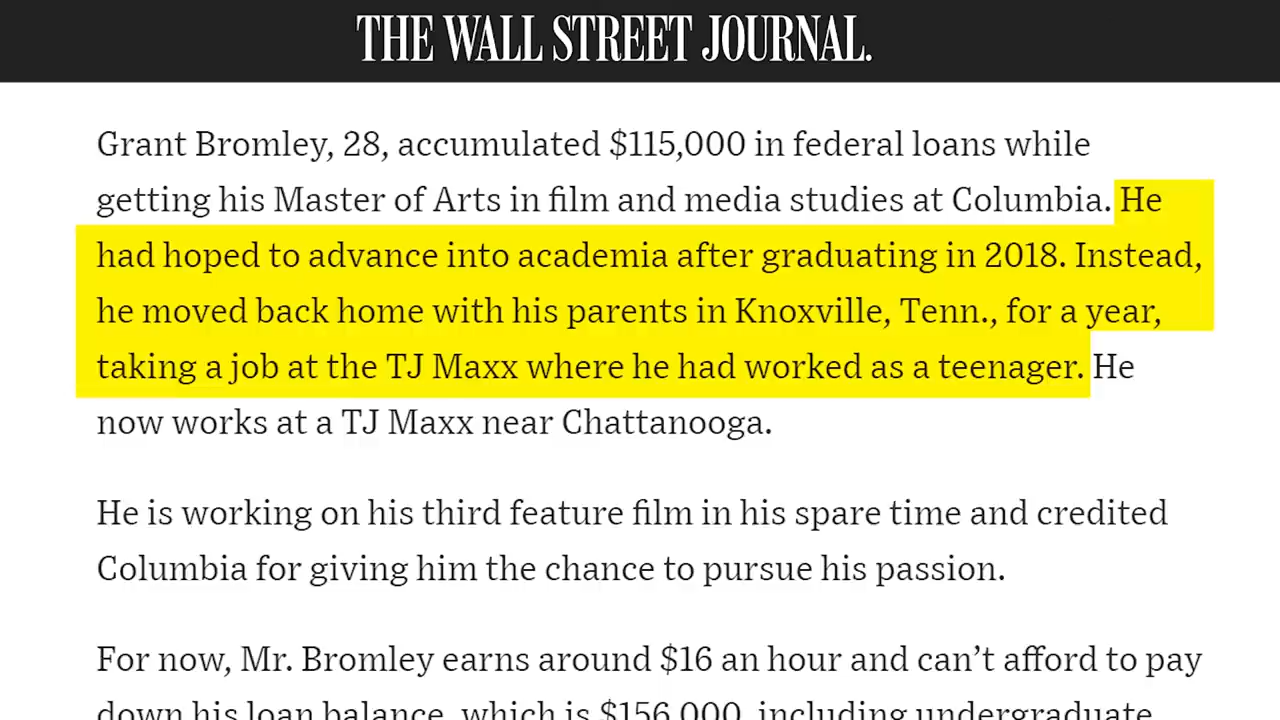 THE WALL STREET JOURNAL.
Grant Bromley, 28, accumulated $115,000 in federal loans while
getting his Master of Arts in film and media studies at Columbia. He
had hoped to advance into academia after graduating in 2018. Instead,
he moved back home with his parents in Knoxville, Tenn., for a year,
taking a job at the TJ Maxx where he had worked as a teenager. He
now works at a TJ Maxx near Chattanooga.
He is working on his third feature film in his spare time and credited
Columbia for giving him the chance to pursue his passion.
For now, Mr. Bromley earns around $16 an hour and can’t afford to pay
down his loan balance, which is $156,000, including undergraduate